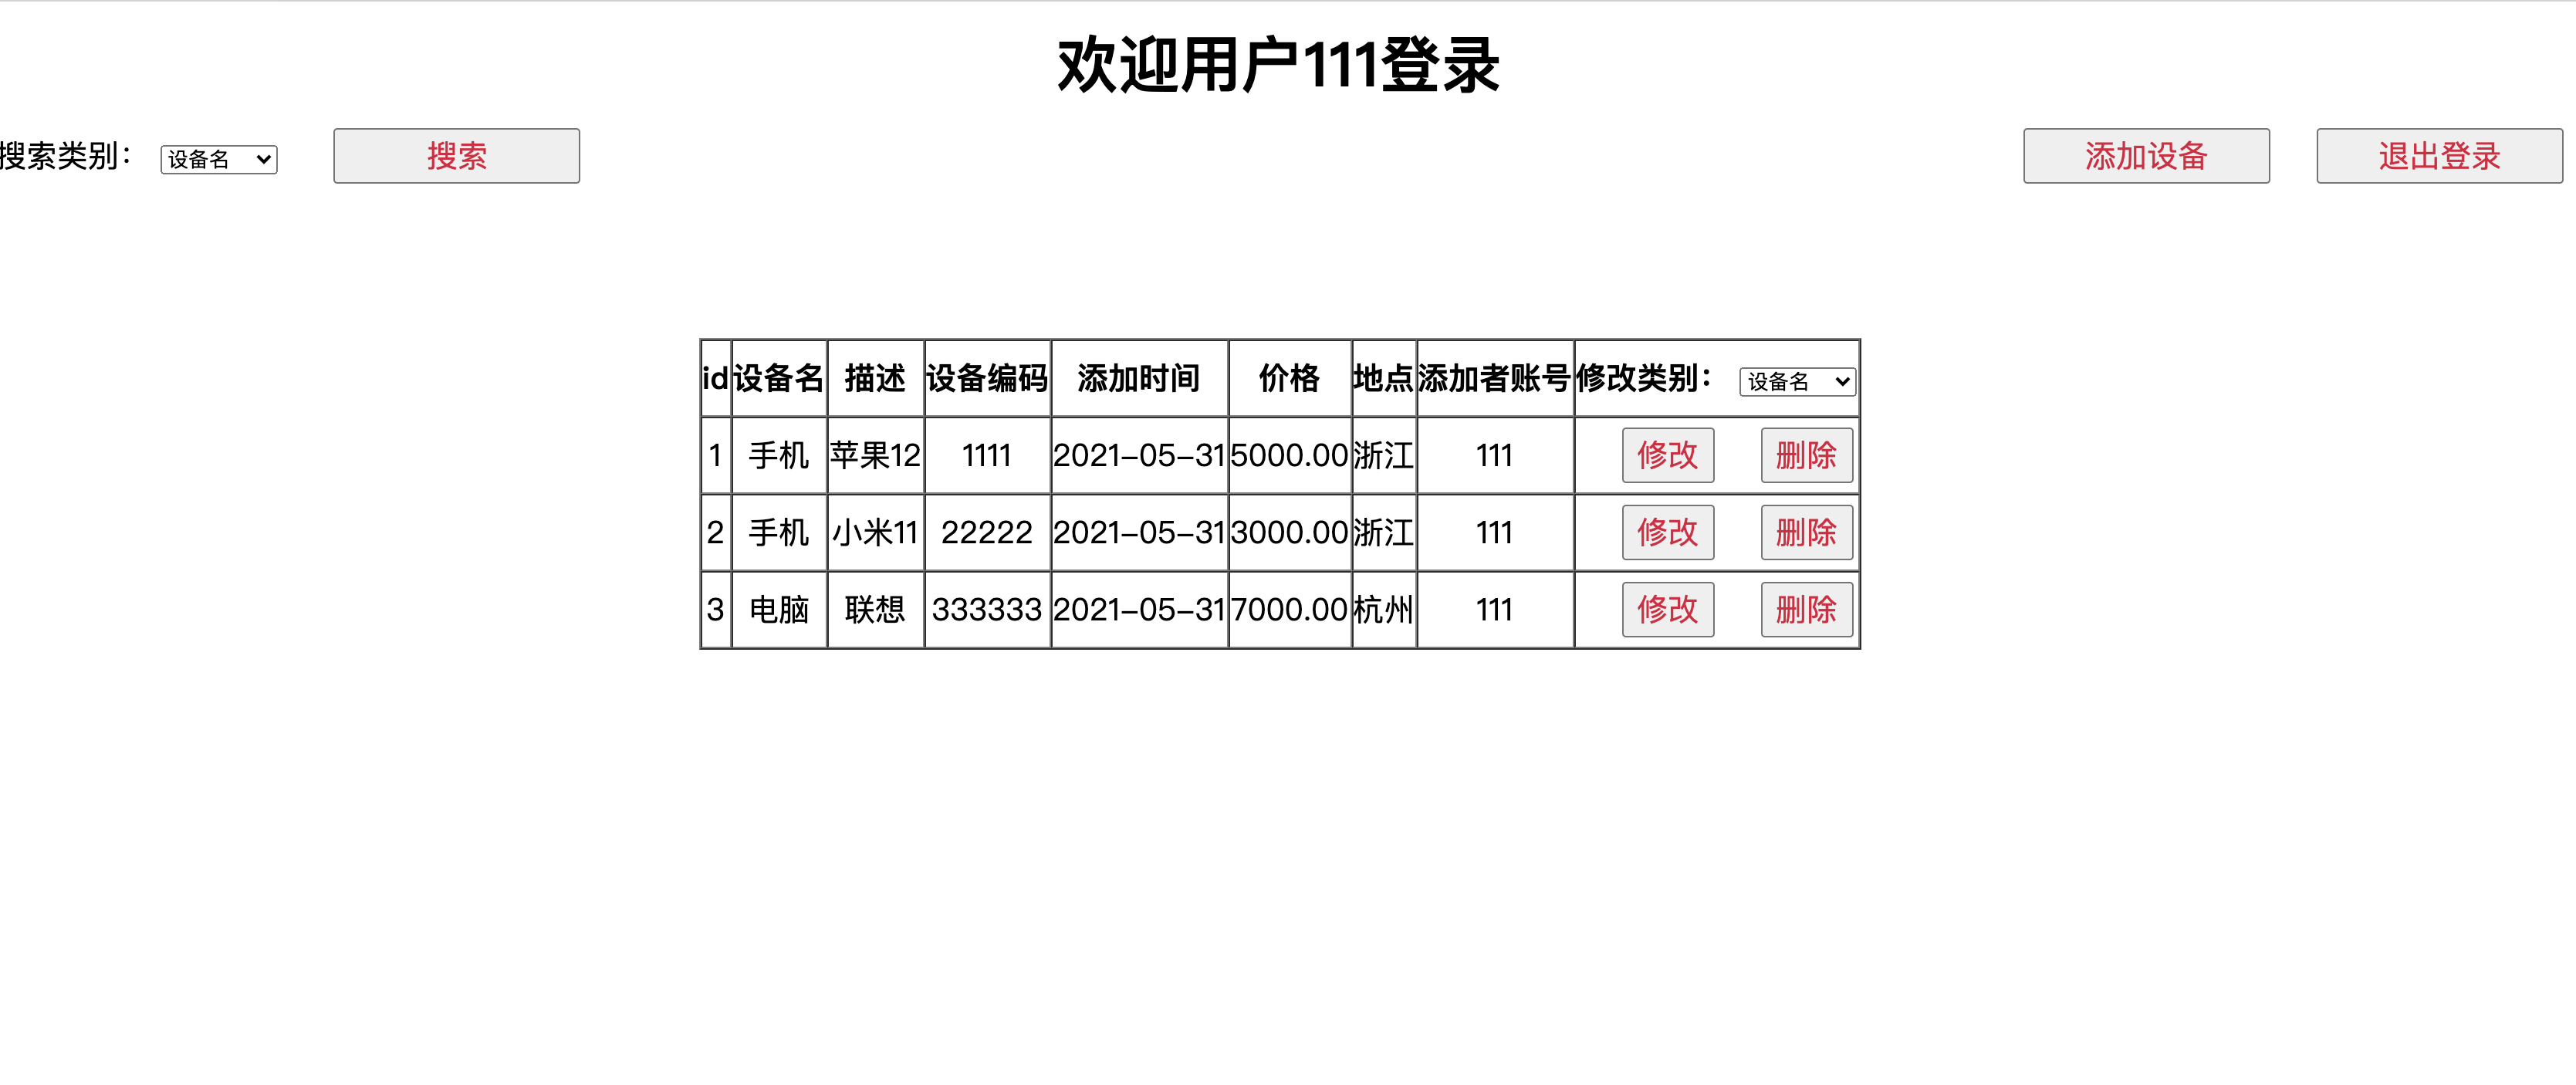 欢迎用户111登录
搜索类别： 设备名 搜索 添加设备 退出登录
id 设备名 描述 设备编码 添加时间 价格 地点 添加者账号 修改类别： 设备名
1 手机 苹果12 1111 2021-05-31 5000.00 浙江 111 修改 删除
2 手机 小米11 22222 2021-05-31 3000.00 浙江 111 修改 删除
3 电脑 联想 333333 2021-05-31 7000.00 杭州 111 修改 删除